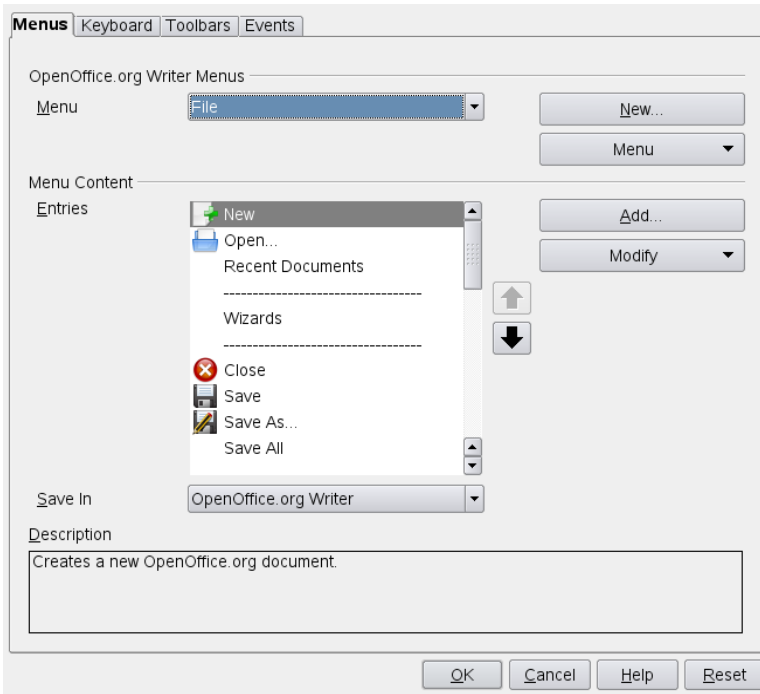 Menus Keyboard Toolbars Events
OpenOffice.org Writer Menus
Menu File New...
Menu
Menu Content
Entries New Add...
Open... Modify
Recent Documents
----------------------------------
Wizards
----------------------------------
Close
Save
Save As...
Save All
Save In OpenOffice.org Writer
Description
Creates a new OpenOffice.org document.
OK Cancel Help Reset